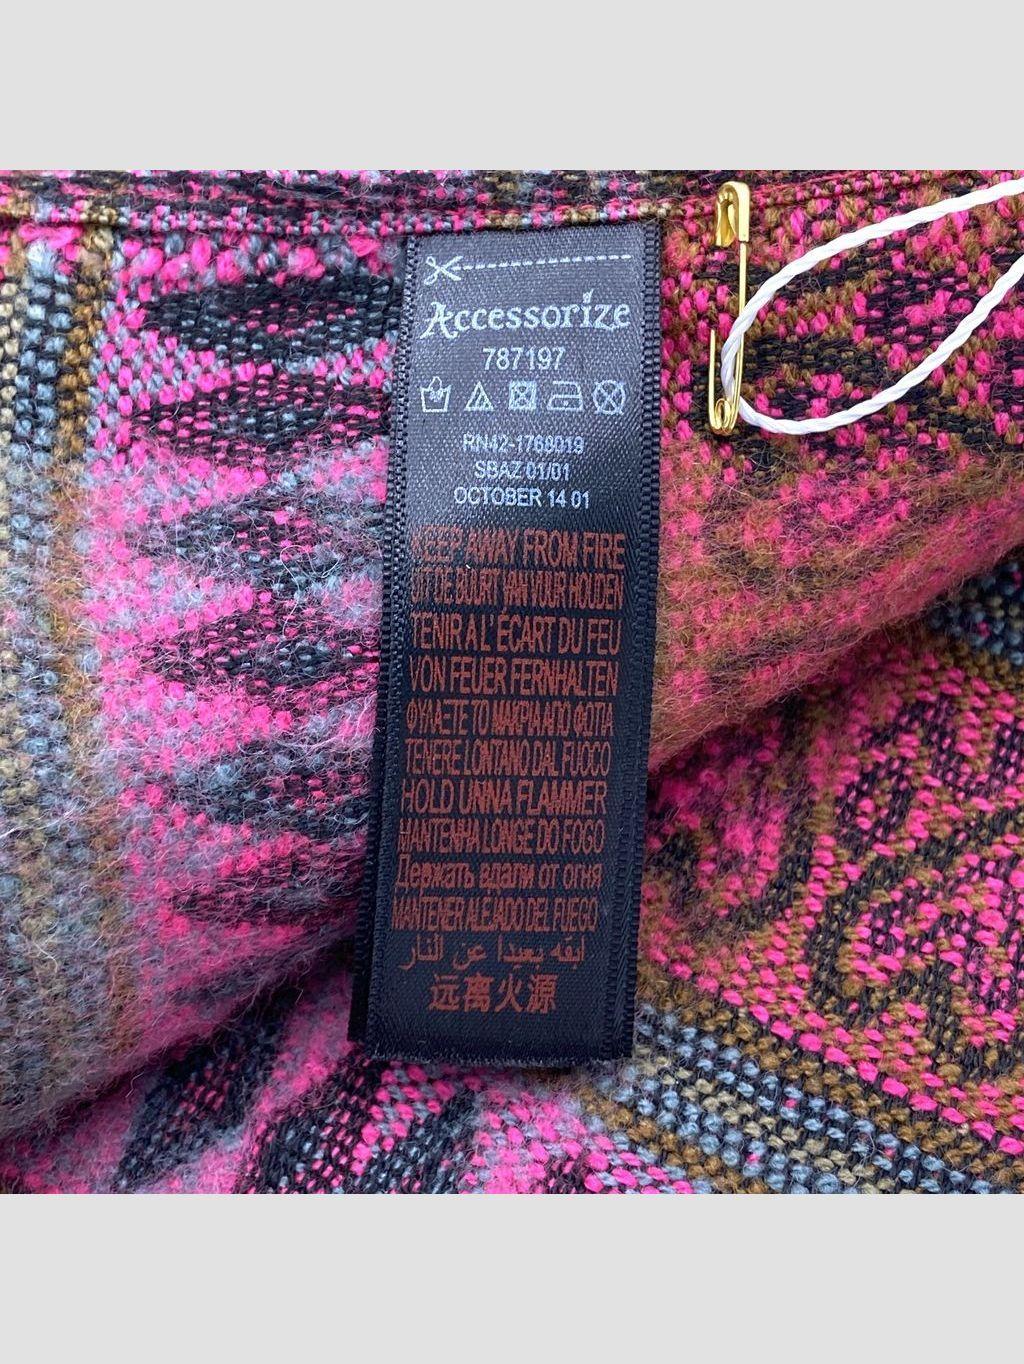 Accessorize
787197
RN42-1768019
SBAZ 01/01
OCTOBER 14 01
KEEP AWAY FROM FIRE
UIT DE BUURT VAN VUUR HOUDEN
TENIR A L'ÉCART DU FEU
VON FEUER FERNHALTEN
ΦΥΛΑΞΤΕ ΤΟ ΜΑΚΡΙΑ ΑΠΟ ΦΩΤΙΑ
TENERE LONTANO DAL FUOCO
HOLD UNNA FLAMMER
MANTENHA LONGE DO FOGO
Держать вдали от огня
MANTENER ALEJADO DEL FUEGO
ابقه بعيدا عن النار
远离火源